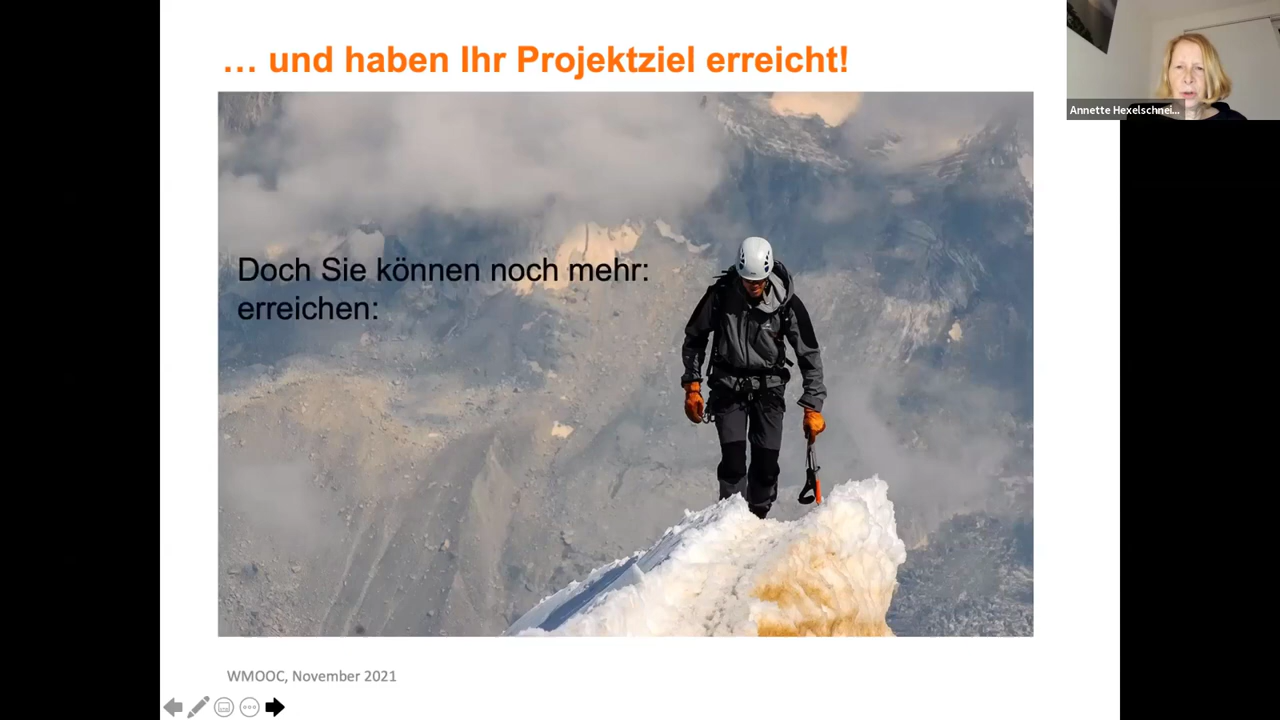 … und haben Ihr Projektziel erreicht!
Annette Hexelschnei...
Doch Sie können noch mehr:
erreichen:
WMOOC, November 2021